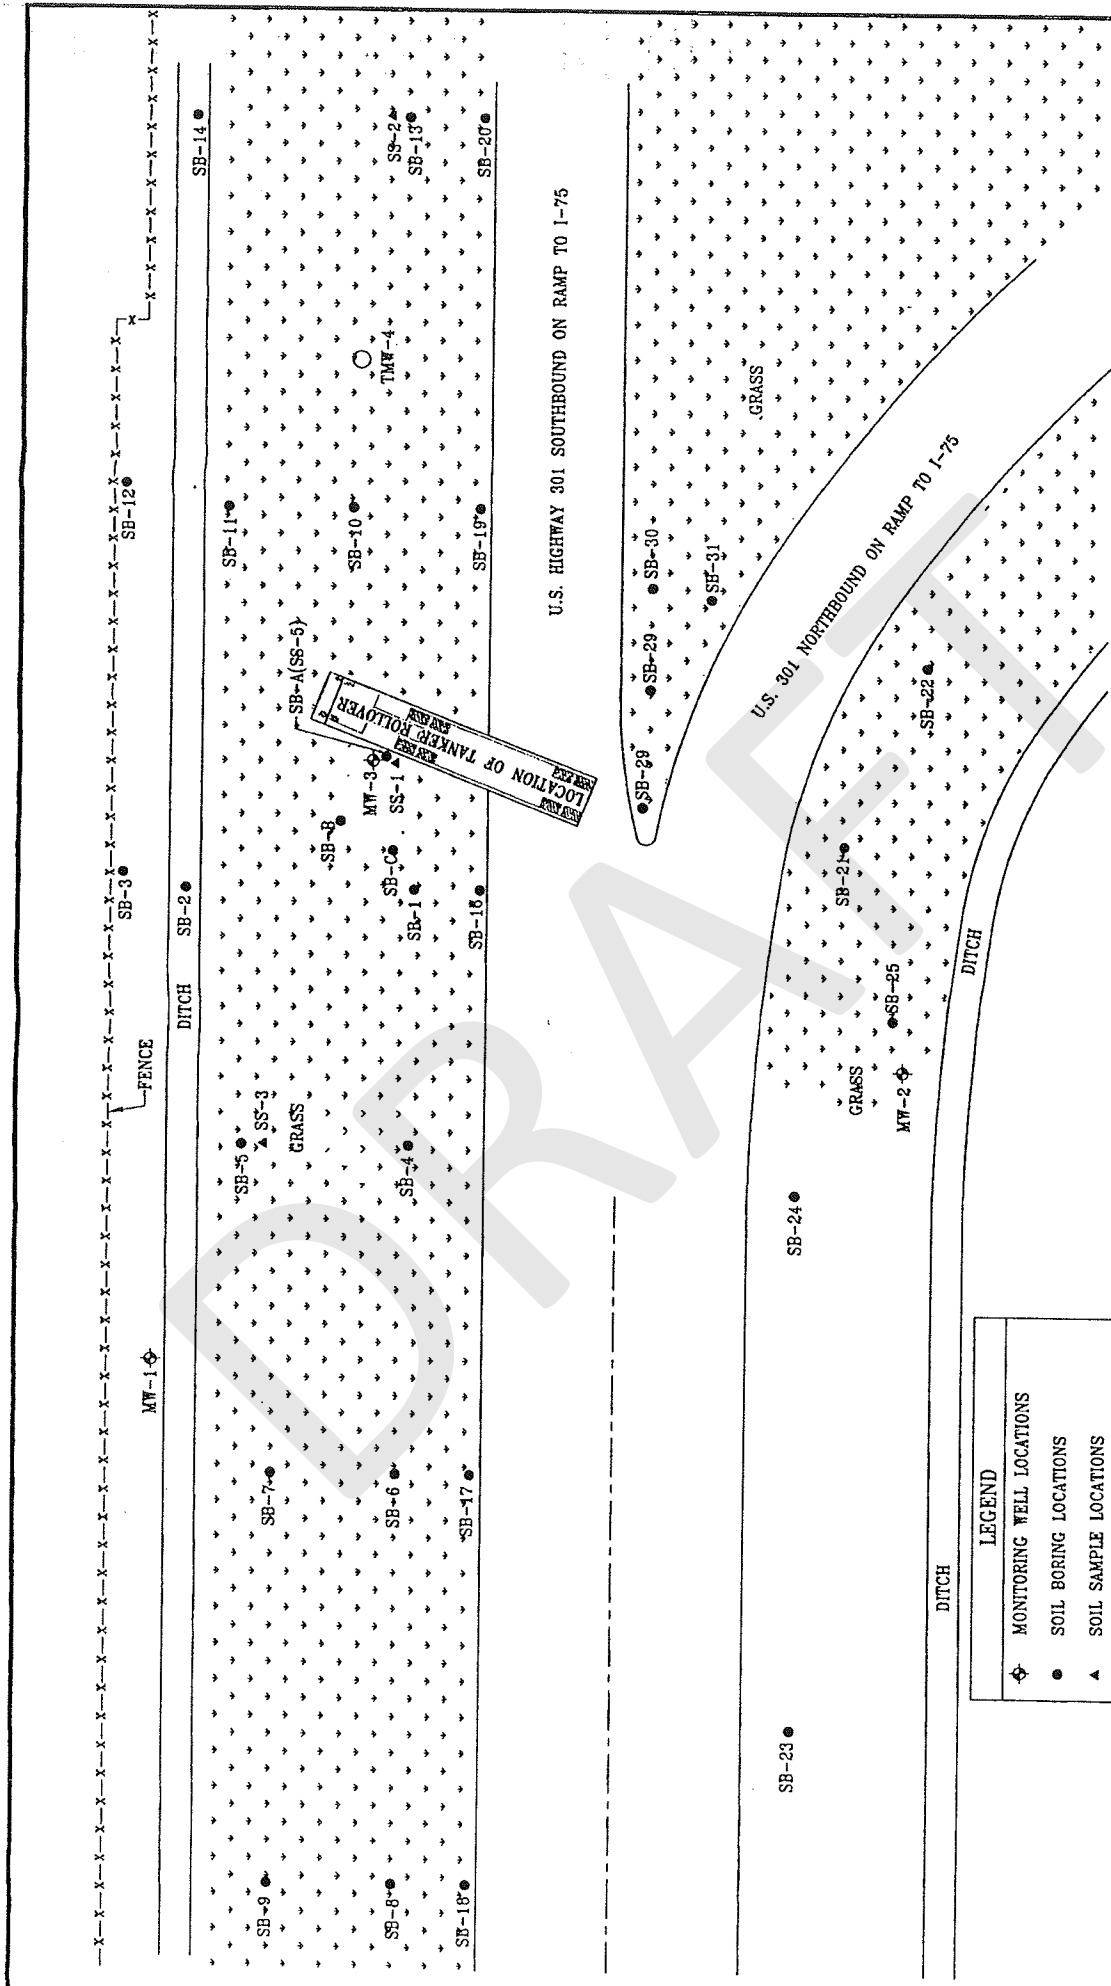 FENCE
SB-3
SB-12
MW-1
DITCH
SB-2
SB-14
SB-9
SB-7
SB-5
SS-3
GRASS
SB-11
SB-A(SS-5)
SB-B
MW-3
SS-1
SB-C
SB-1
SB-10
TMW-4
SS-2
SB-13
SB-8
SB-6
SB-4
LOCATION OF TANKER ROLLOVER
SB-18
SB-17
SB-19
SB-20
U.S. HIGHWAY 301 SOUTHBOUND ON RAMP TO I-75
SB-29
SB-29
SB-30
SB-31
GRASS
U.S. 301 NORTHBOUND ON RAMP TO I-75
SB-23
SB-24
GRASS
SB-21
SB-22
SB-25
MW-2
DITCH
DITCH
LEGEND
MONITORING WELL LOCATIONS
SOIL BORING LOCATIONS
SOIL SAMPLE LOCATIONS
DRAFT